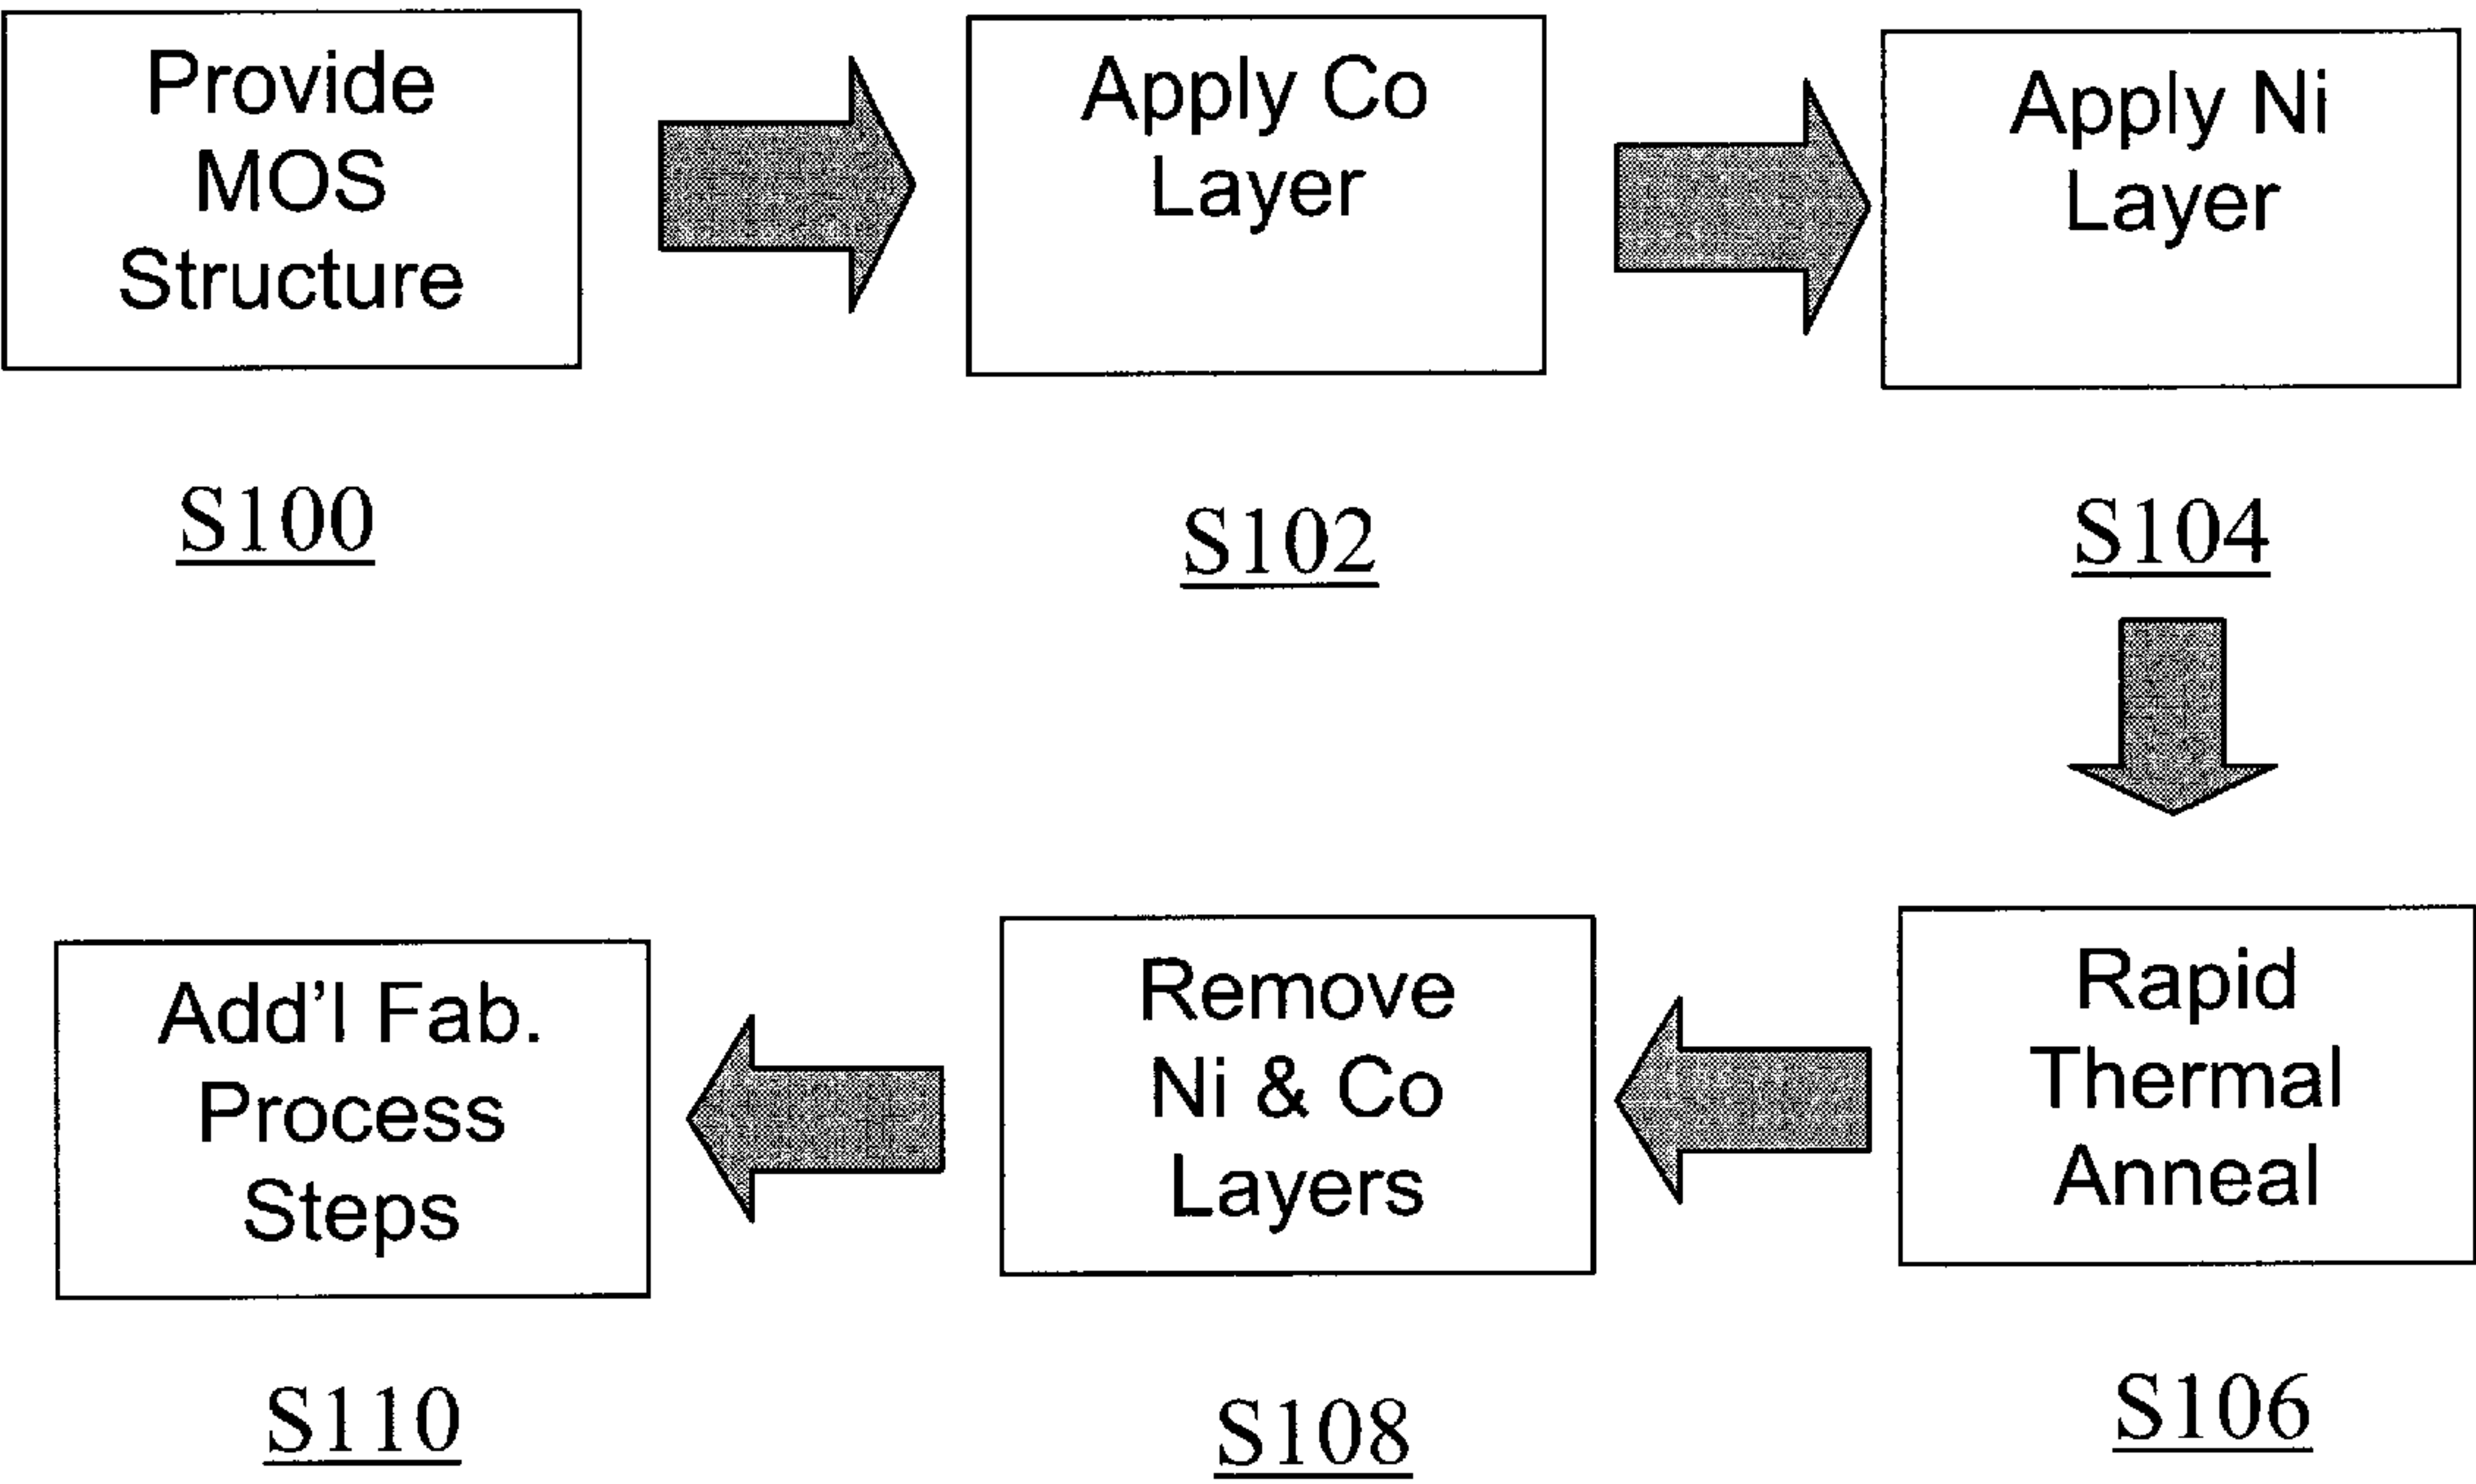 Provide
MOS
Structure
S100
Apply Co
Layer
S102
Apply Ni
Layer
S104
Rapid
Thermal
Anneal
S106
Remove
Ni & Co
Layers
S108
Add'l Fab.
Process
Steps
S110